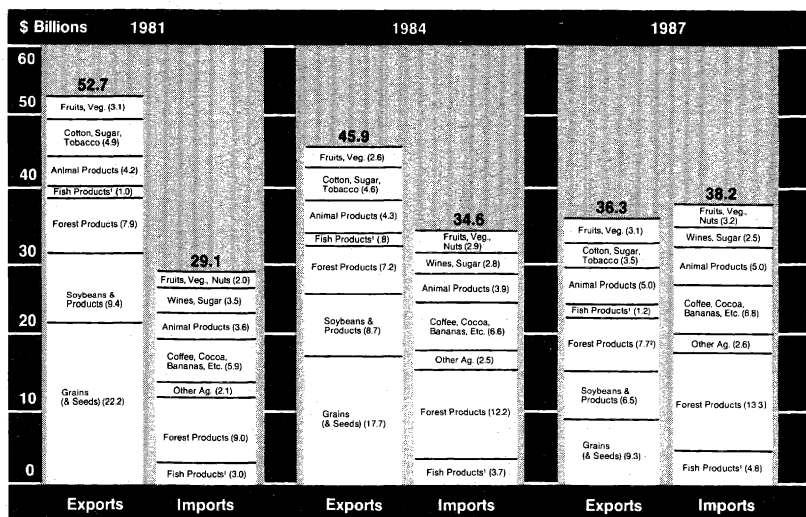 $ Billions 1981 1984 1987
60
50
40
30
20
10
0
52.7
Fruits, Veg. (3.1)
Cotton, Sugar,
Tobacco (4.9)
Animal Products (4.2)
Fish Products¹ (1.0)
Forest Products (7.9)
Soybeans &
Products (9.4)
Grains
(& Seeds) (22.2)
29.1
Fruits, Veg., Nuts (2.0)
Wines, Sugar (3.5)
Animal Products (3.6)
Coffee, Cocoa,
Bananas, Etc. (5.9)
Other Ag. (2.1)
Forest Products (9.0)
Fish Products¹ (3.0)
45.9
Fruits, Veg. (2.6)
Cotton, Sugar,
Tobacco (4.6)
Animal Products (4.3)
Fish Products¹ (.8)
Forest Products (7.2)
Soybeans &
Products (8.7)
Grains
(& Seeds) (17.7)
34.6
Fruits, Veg.,
Nuts (2.9)
Wines, Sugar (2.8)
Animal Products (3.9)
Coffee, Cocoa,
Bananas, Etc. (6.6)
Other Ag. (2.5)
Forest Products (12.2)
Fish Products¹ (3.7)
36.3
Fruits, Veg. (3.1)
Cotton, Sugar,
Tobacco (3.5)
Animal Products (5.0)
Fish Products¹ (1.2)
Forest Products (7.7²)
Soybeans &
Products (6.5)
Grains
(& Seeds) (9.3)
38.2
Fruits, Veg.,
Nuts (3.2)
Wines, Sugar (2.5)
Animal Products (5.0)
Coffee, Cocoa,
Bananas, Etc. (6.8)
Other Ag. (2.6)
Forest Products (13.3)
Fish Products¹ (4.8)
Exports Imports Exports Imports Exports Imports